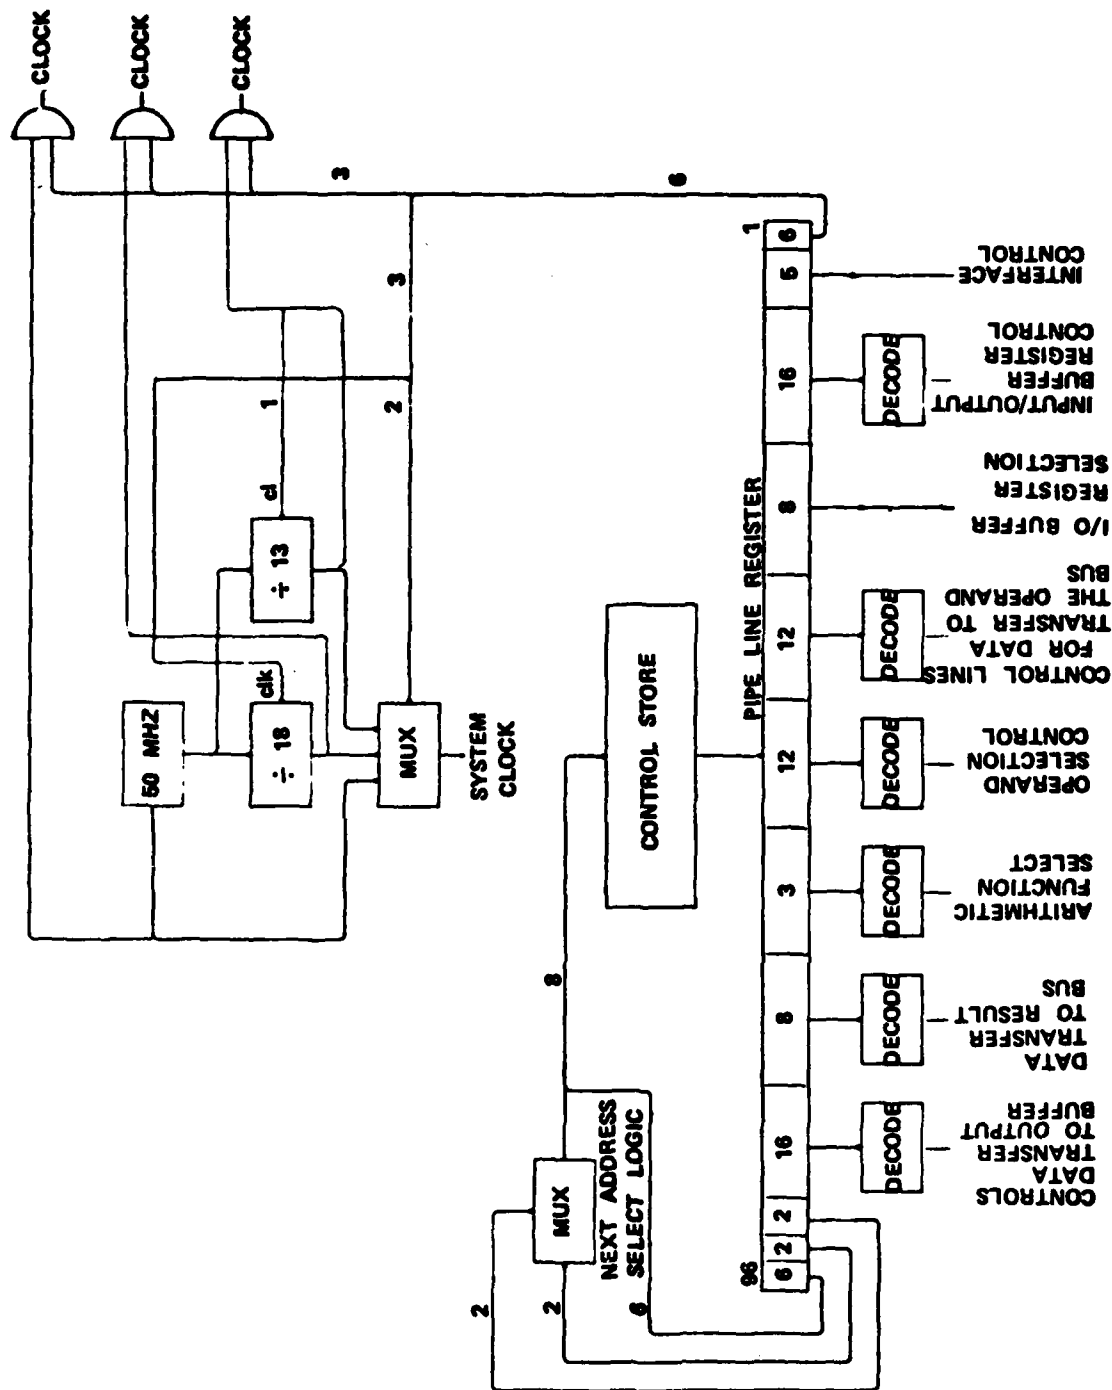 CLOCK
CLOCK
CLOCK
3
6
3
1
2
cl
÷ 13
clk
50 MHZ
÷ 18
MUX
SYSTEM
CLOCK
CONTROL STORE
8
MUX
NEXT ADDRESS
SELECT LOGIC
2
2
6
PIPE LINE REGISTER
96
6
2
2
16
8
3
12
12
8
16
5
6
1
DECODE
CONTROLS
DATA
TRANSFER
TO OUTPUT
BUFFER
DECODE
DATA
TRANSFER
TO RESULT
BUS
DECODE
ARITHMETIC
FUNCTION
SELECT
DECODE
OPERAND
SELECTION
CONTROL
DECODE
CONTROL LINES
FOR DATA
TRANSFER TO
THE OPERAND
BUS
I/O BUFFER
REGISTER
SELECTION
DECODE
INPUT/OUTPUT
BUFFER
REGISTER
CONTROL
INTERFACE
CONTROL